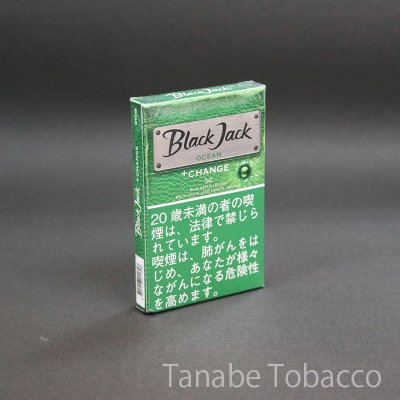 Black Jack
OCEAN
+CHANGE
20歳未満の者の喫
煙は、法律で禁じら
れています。
喫煙は、肺がんをは
じめ、あなたが様々
ながんになる危険性
を高めます。
Black Jack
+CHANGE
Tanabe Tobacco